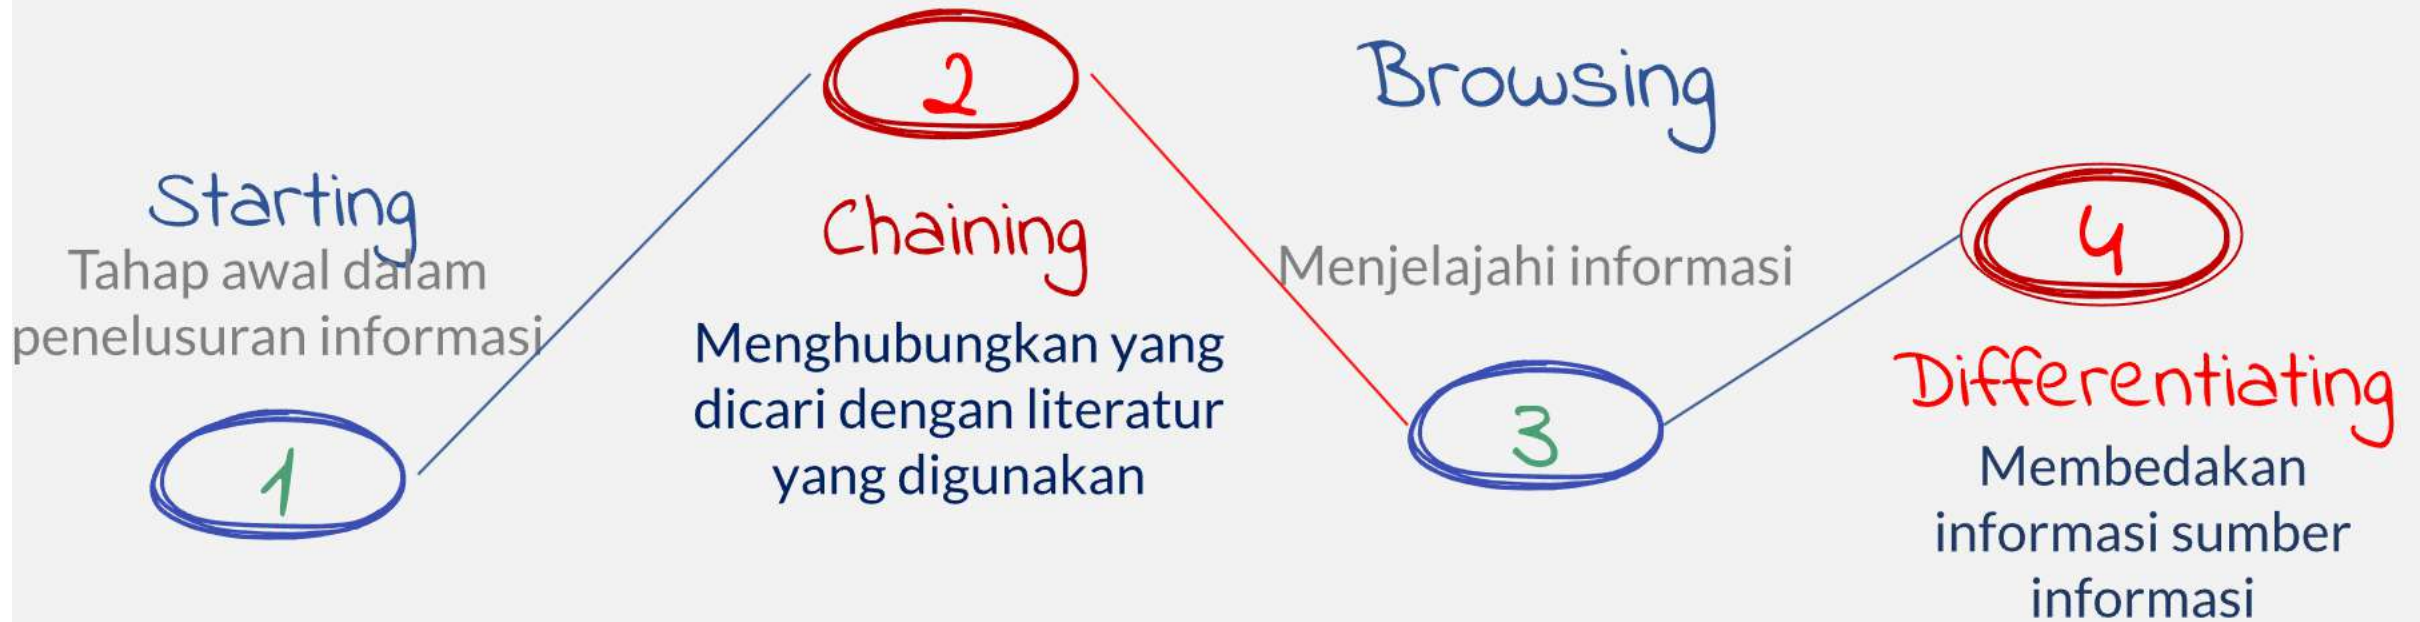 1
Starting
Tahap awal dalam
penelusuran informasi
2
Chaining
Menghubungkan yang
dicari dengan literatur
yang digunakan
Browsing
Menjelajahi informasi
3
4
Differentiating
Membedakan
informasi sumber
informasi